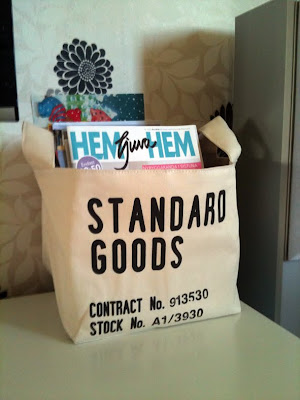 HEM ljuva HEM
STANDARD
GOODS
CONTRACT No. 913530
STOCK No. A1/3930